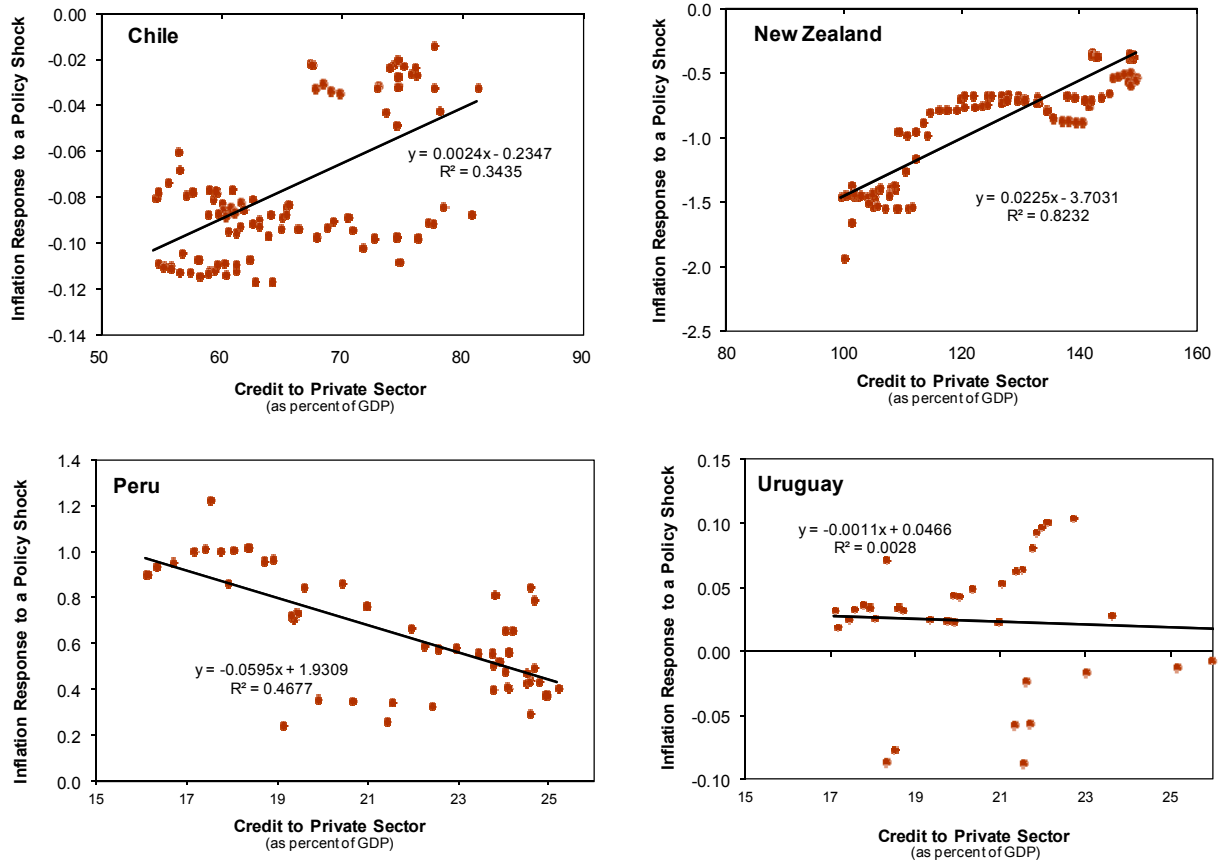 Chile
Inflation Response to a Policy Shock
0.00
-0.02
-0.04
-0.06
-0.08
-0.10
-0.12
-0.14
y = 0.0024x - 0.2347
R² = 0.3435
50 60 70 80 90
Credit to Private Sector
(as percent of GDP)
New Zealand
Inflation Response to a Policy Shock
0.0
-0.5
-1.0
-1.5
-2.0
-2.5
y = 0.0225x - 3.7031
R² = 0.8232
80 100 120 140 160
Credit to Private Sector
(as percent of GDP)
Peru
Inflation Response to a Policy Shock
1.4
1.2
1.0
0.8
0.6
0.4
0.2
0.0
y = -0.0595x + 1.9309
R² = 0.4677
15 17 19 21 23 25
Credit to Private Sector
(as percent of GDP)
Uruguay
Inflation Response to a Policy Shock
0.15
0.10
0.05
0.00
-0.05
-0.10
y = -0.0011x + 0.0466
R² = 0.0028
15 17 19 21 23 25
Credit to Private Sector
(as percent of GDP)